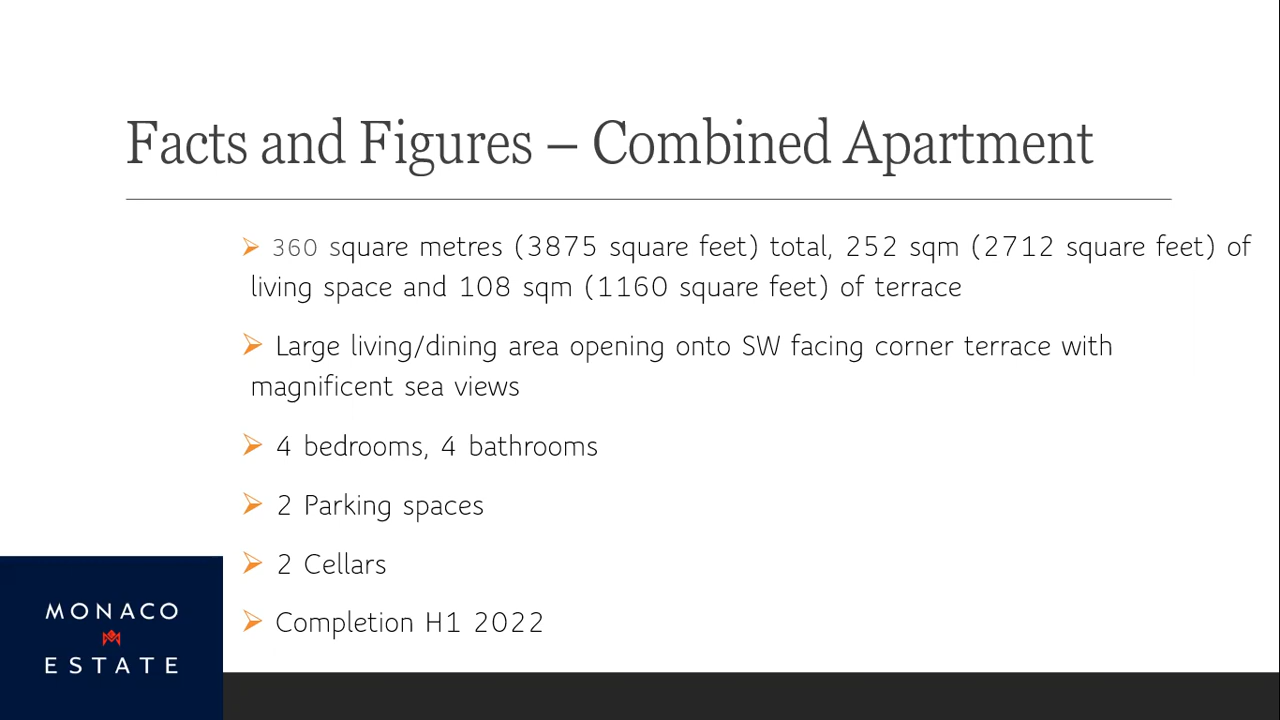 Facts and Figures – Combined Apartment
360 square metres (3875 square feet) total, 252 sqm (2712 square feet) of
living space and 108 sqm (1160 square feet) of terrace
Large living/dining area opening onto SW facing corner terrace with
magnificent sea views
4 bedrooms, 4 bathrooms
2 Parking spaces
2 Cellars
Completion H1 2022
MONACO
ESTATE